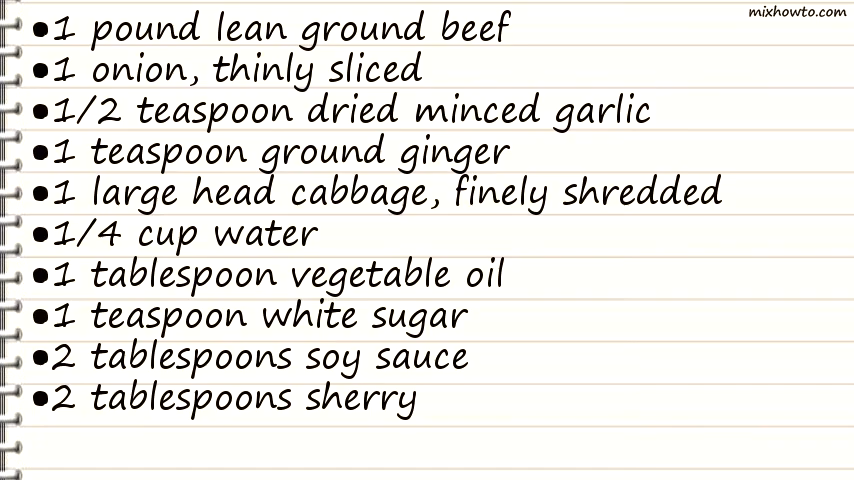 mixhowto.com
•1 pound lean ground beef
•1 onion, thinly sliced
•1/2 teaspoon dried minced garlic
•1 teaspoon ground ginger
•1 large head cabbage, finely shredded
•1/4 cup water
•1 tablespoon vegetable oil
•1 teaspoon white sugar
•2 tablespoons soy sauce
•2 tablespoons sherry